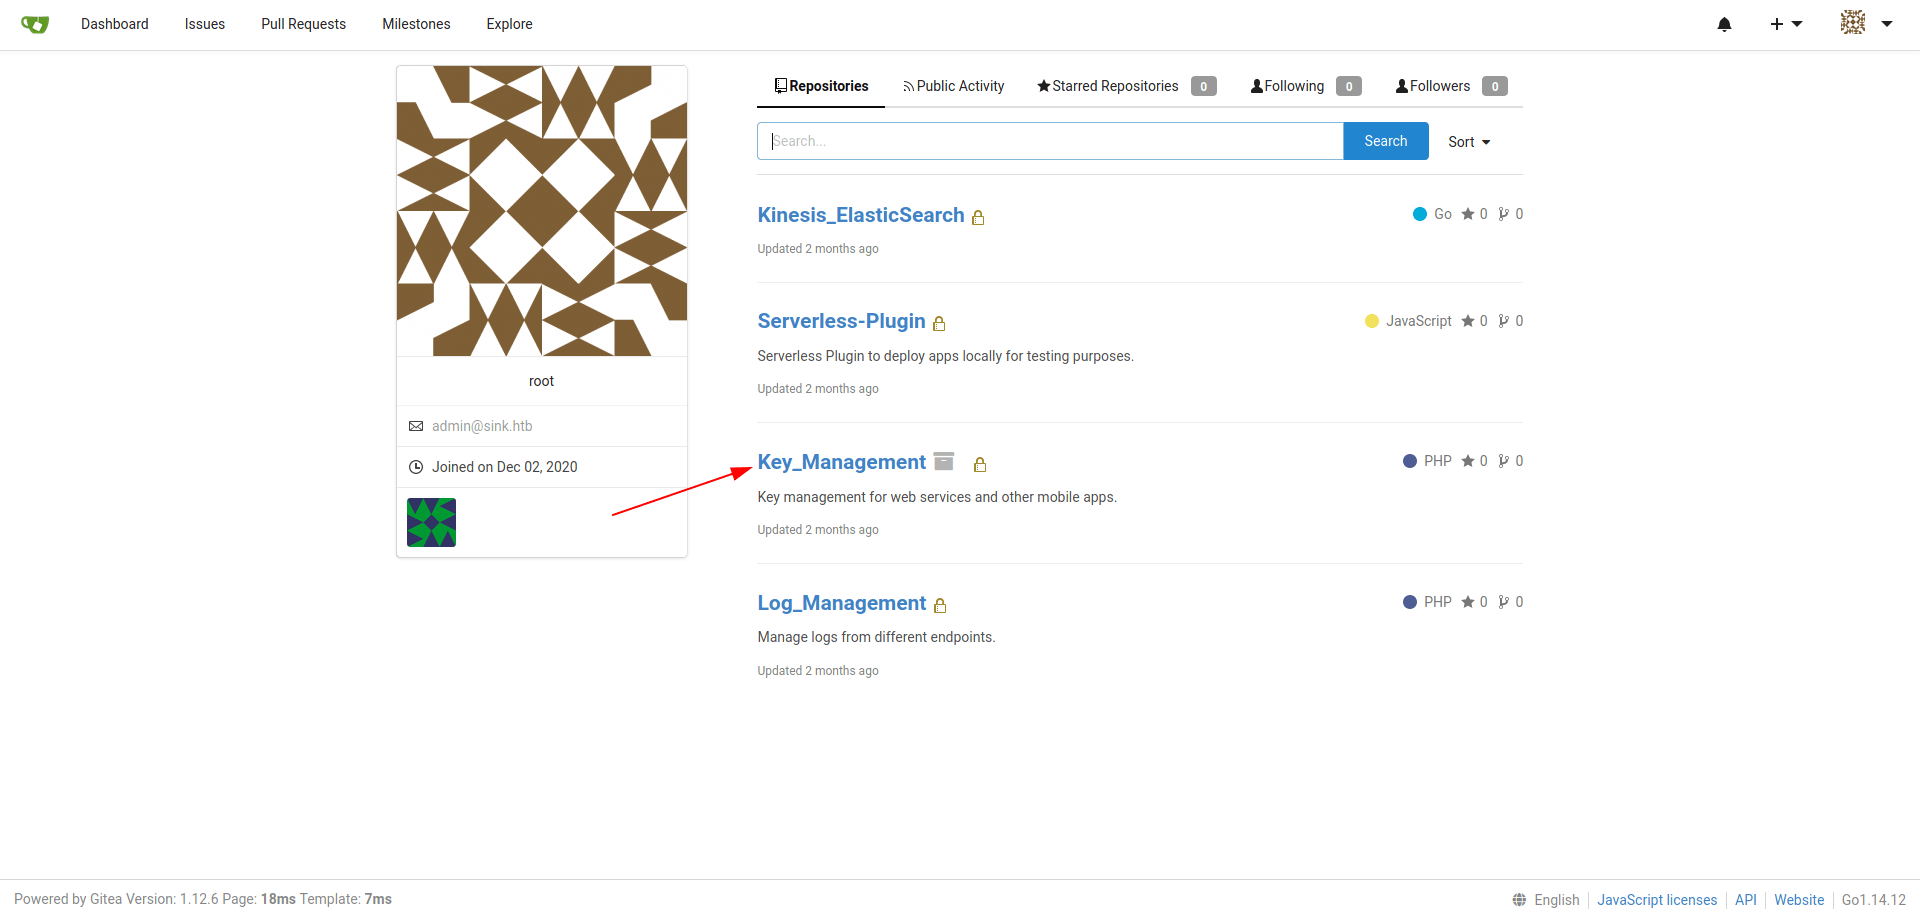 Dashboard Issues Pull Requests Milestones Explore
Repositories Public Activity Starred Repositories 0 Following 0 Followers 0
Search... Search Sort
root
admin@sink.htb
Joined on Dec 02, 2020
Kinesis_ElasticSearch Go 0 0
Updated 2 months ago
Serverless-Plugin JavaScript 0 0
Serverless Plugin to deploy apps locally for testing purposes.
Updated 2 months ago
Key_Management PHP 0 0
Key management for web services and other mobile apps.
Updated 2 months ago
Log_Management PHP 0 0
Manage logs from different endpoints.
Updated 2 months ago
Powered by Gitea Version: 1.12.6 Page: 18ms Template: 7ms English JavaScript licenses API Website Go1.14.12